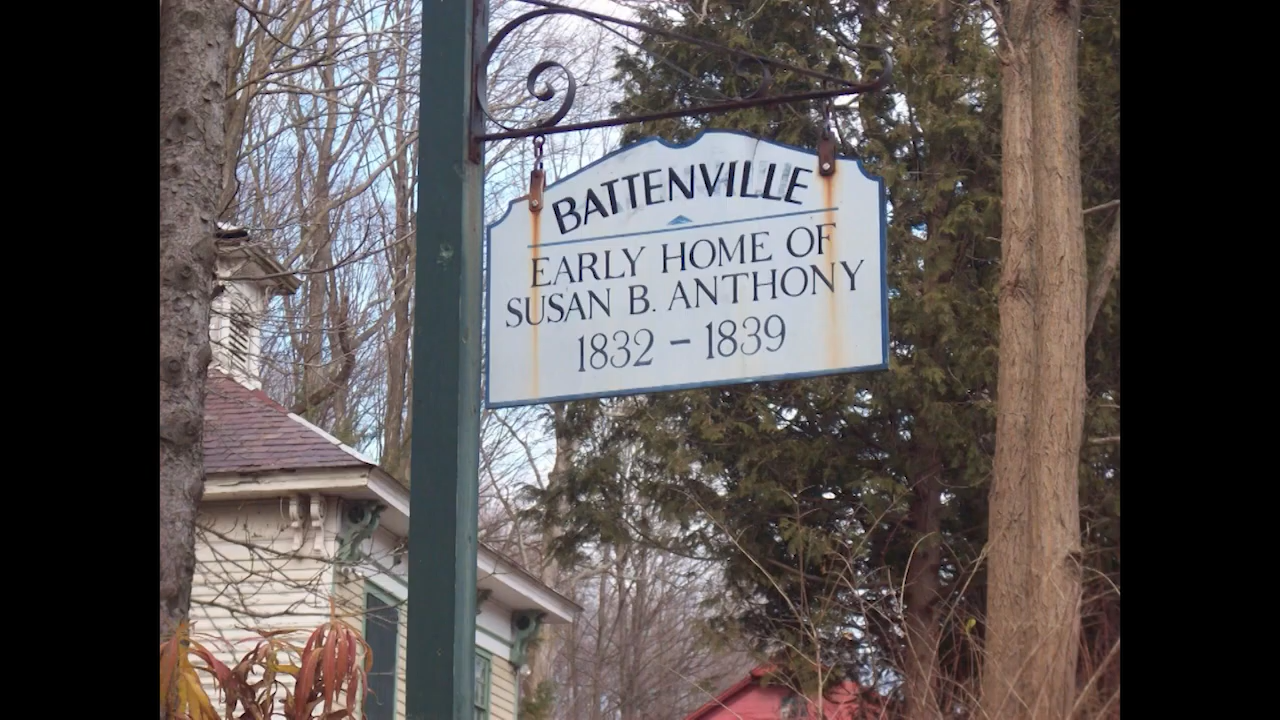 BATTENVILLE
EARLY HOME OF
SUSAN B. ANTHONY
1832 - 1839